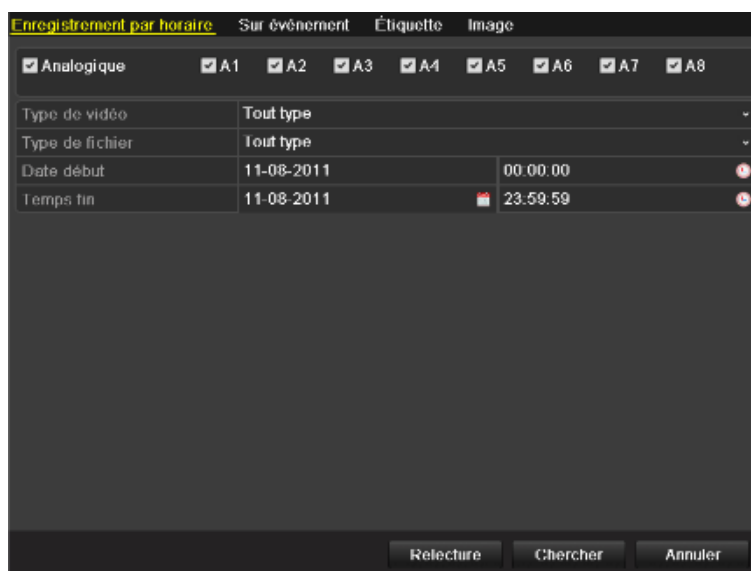 Enregistrement par horaire Sur événement Étiquette Image
Analogique A1 A2 A3 A4 A5 A6 A7 A8
Type de vidéo Tout type
Type de fichier Tout type
Date début 11-08-2011 00:00:00
Temps fin 11-08-2011 23:59:59
Relecture Chercher Annuler